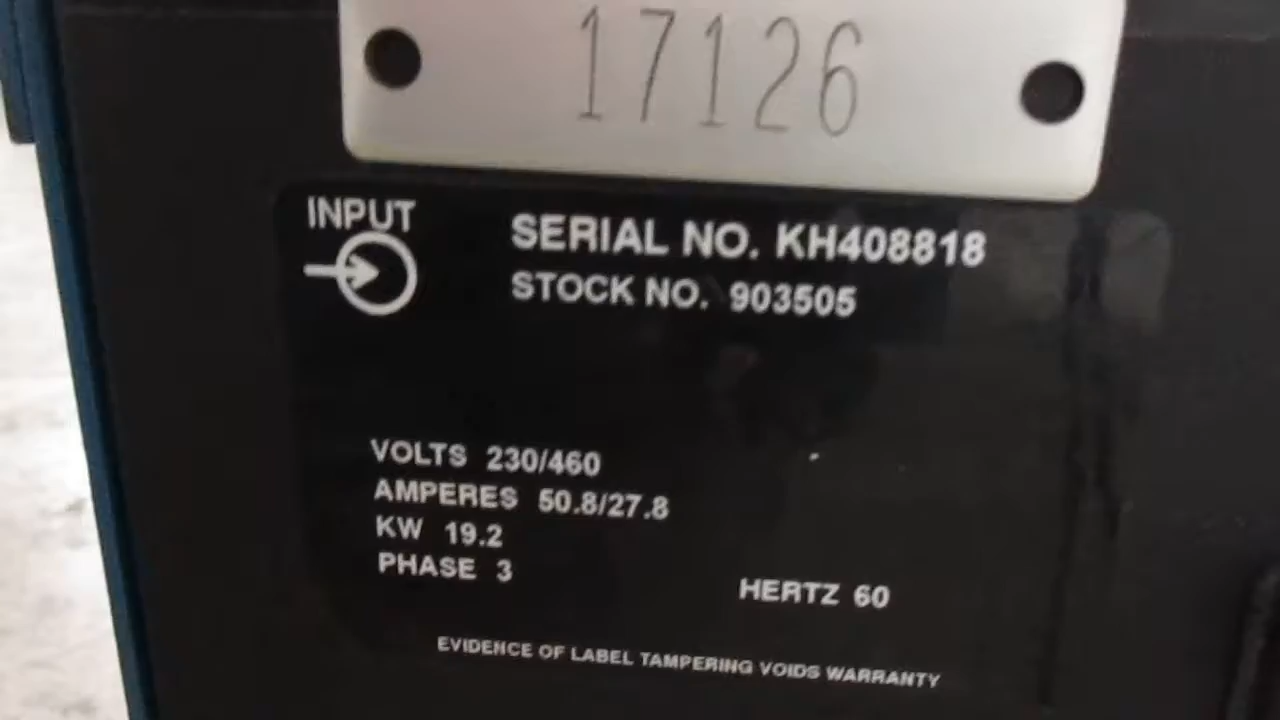 17126
INPUT
SERIAL NO. KH408818
STOCK NO. 903505
VOLTS 230/460
AMPERES 50.8/27.8
KW 19.2
PHASE 3
HERTZ 60
EVIDENCE OF LABEL TAMPERING VOIDS WARRANTY